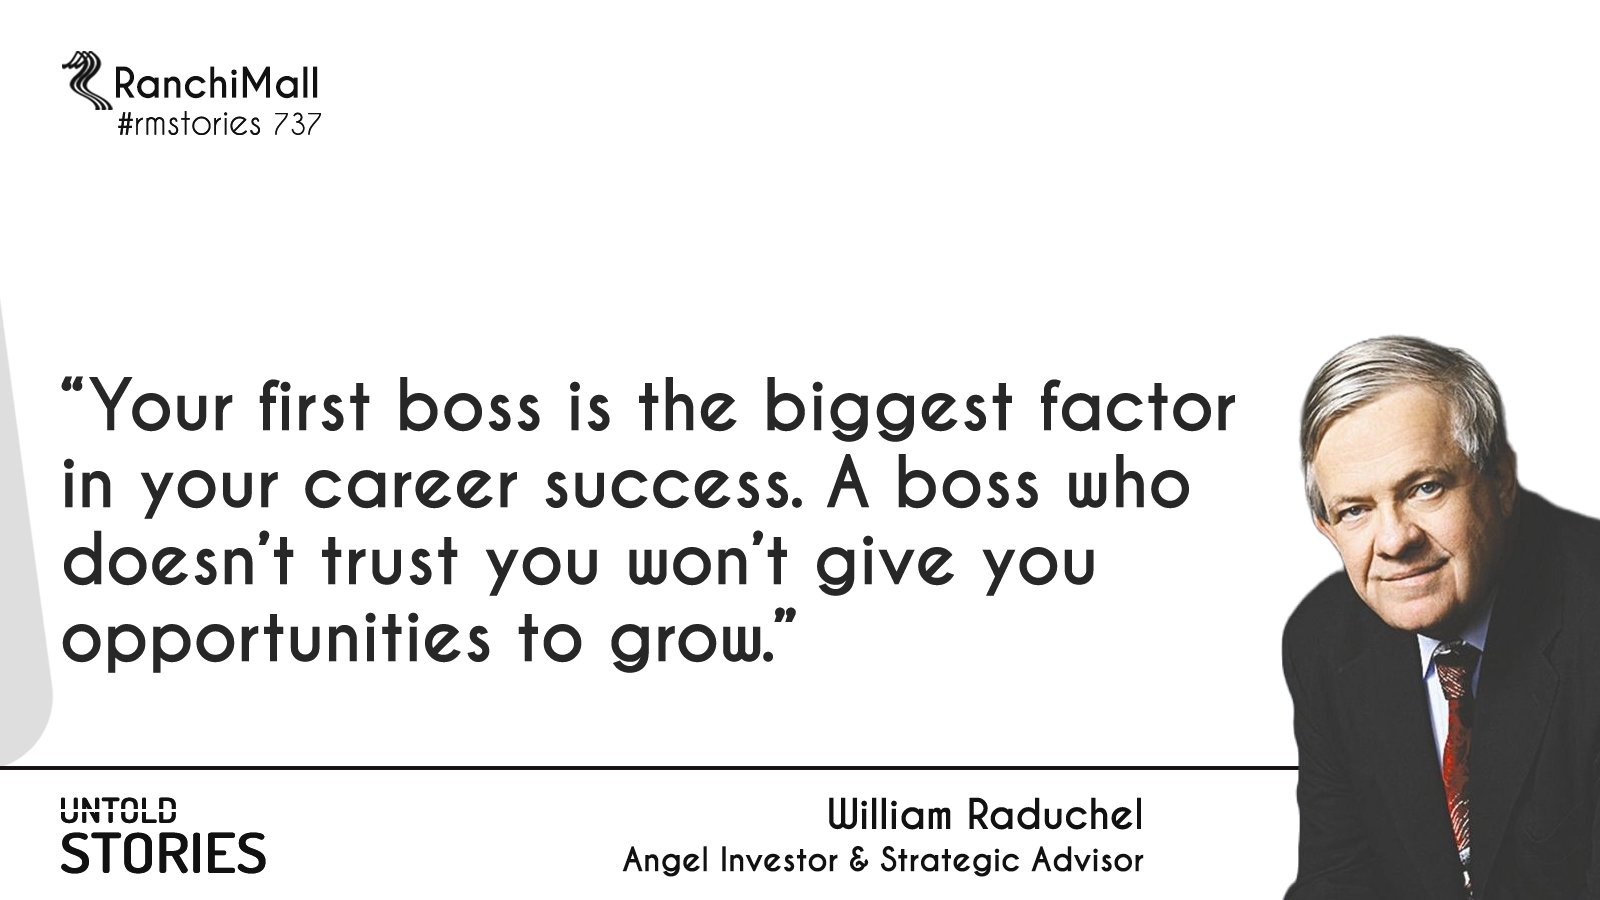 RanchiMall
#rmstories 737
“Your first boss is the biggest factor
in your career success. A boss who
doesn’t trust you won’t give you
opportunities to grow.”
UNTOLD
STORIES
William Raduchel
Angel Investor & Strategic Advisor